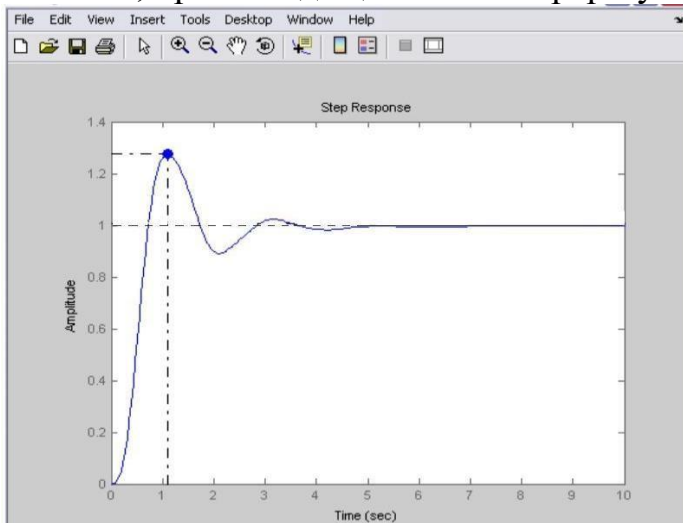 File Edit View Insert Tools Desktop Window Help
Step Response
1.4
1.2
1
0.8
0.6
0.4
0.2
0
Amplitude
0 1 2 3 4 5 6 7 8 9 10
Time (sec)